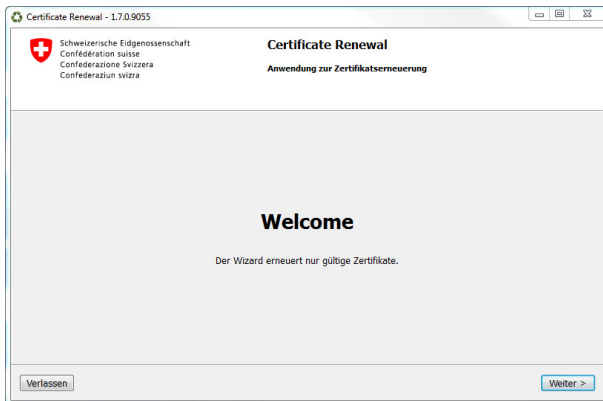 Certificate Renewal - 1.7.0.9055
Schweizerische Eidgenossenschaft
Confédération suisse
Confederazione Svizzera
Confederaziun svizra
Certificate Renewal
Anwendung zur Zertifikatserneuerung
Welcome
Der Wizard erneuert nur gültige Zertifikate.
Verlassen
Weiter >